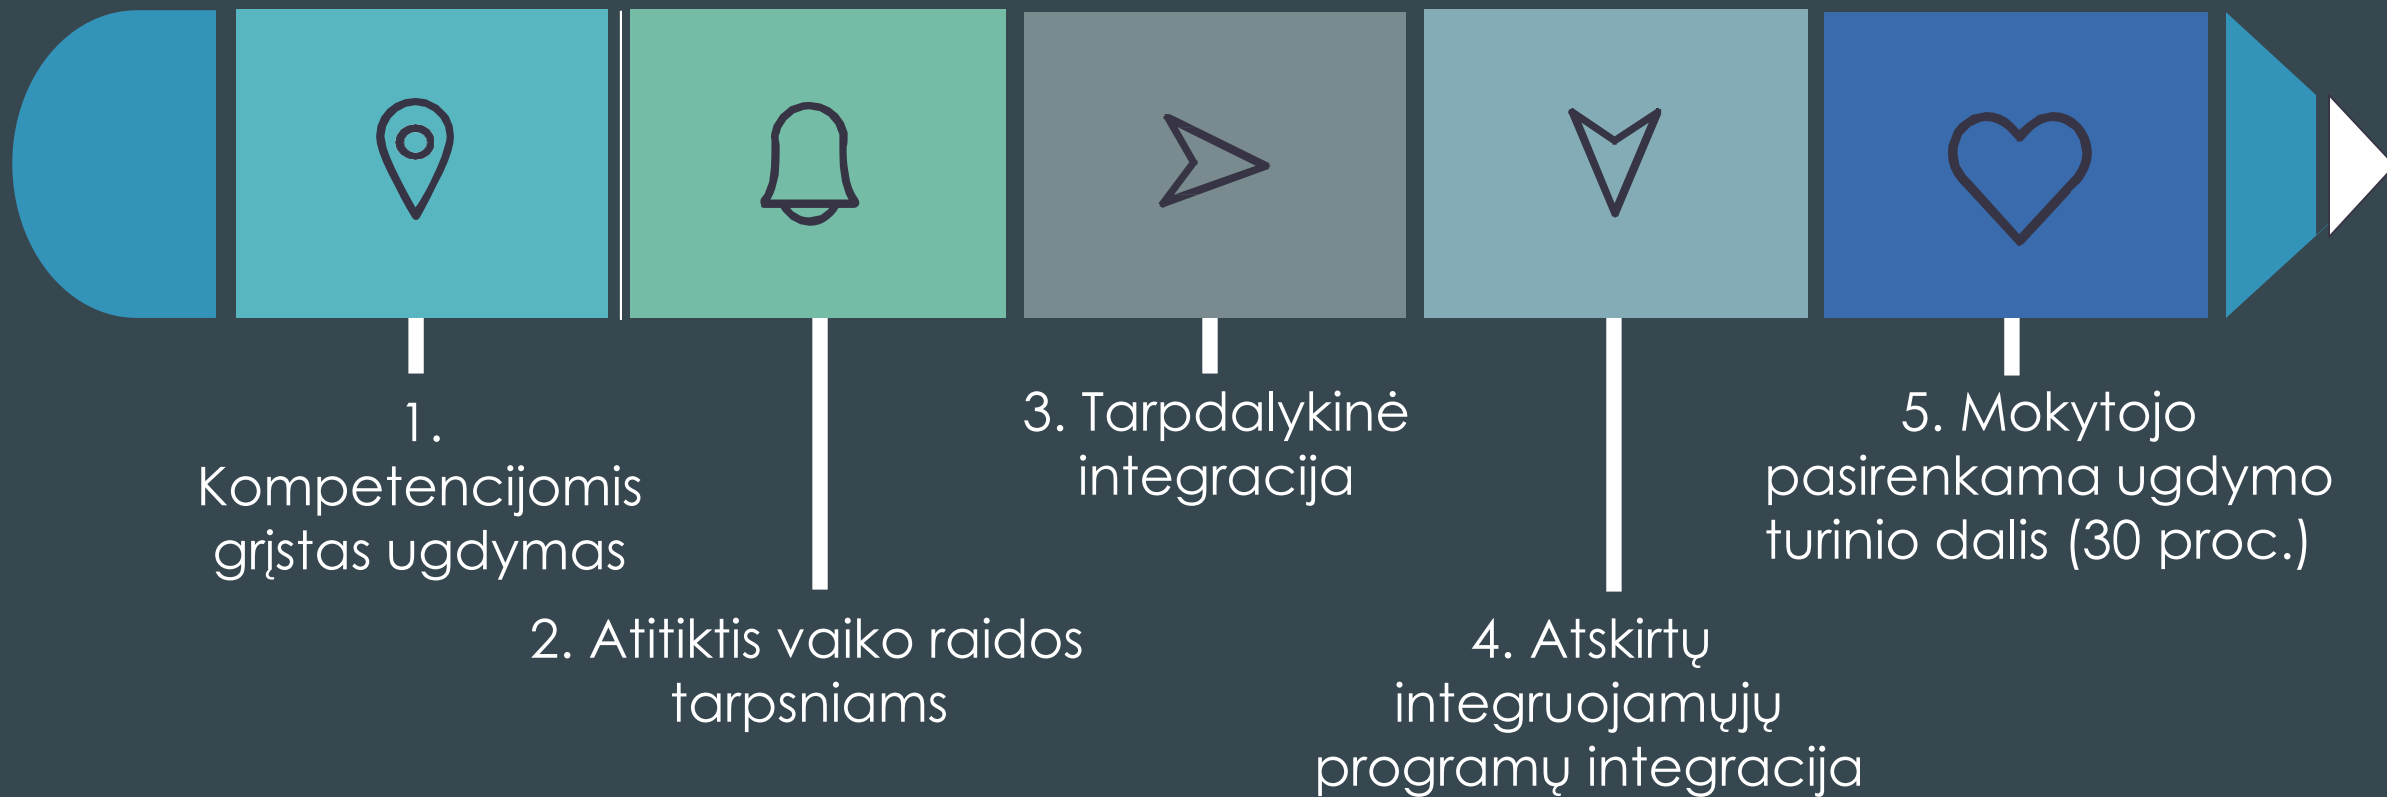 1.
Kompetencijomis
grįstas ugdymas
2. Atitiktis vaiko raidos
tarpsniams
3. Tarpdalykinė
integracija
4. Atskirtų
integruojamųjų
programų integracija
5. Mokytojo
pasirenkama ugdymo
turinio dalis (30 proc.)